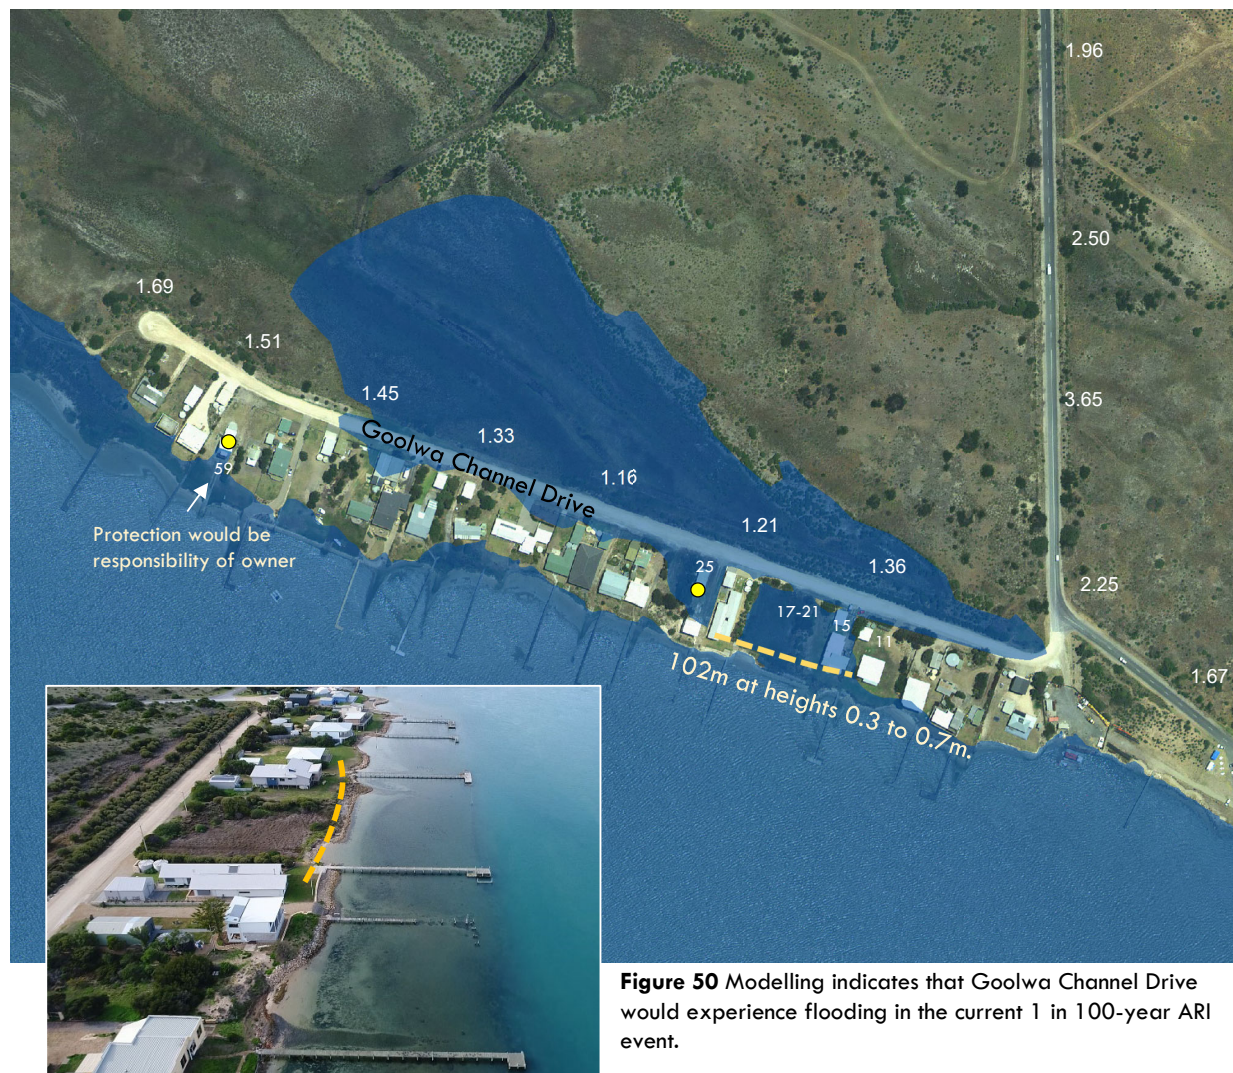 1.96
2.50
1.69
1.51
1.45
3.65
Goolwa Channel Drive
1.33
1.16
59
1.21
Protection would be
responsibility of owner
25
1.36
2.25
17-21
15
11
102m at heights 0.3 to 0.7m.
1.67
Figure 50 Modelling indicates that Goolwa Channel Drive
would experience flooding in the current 1 in 100-year ARI
event.